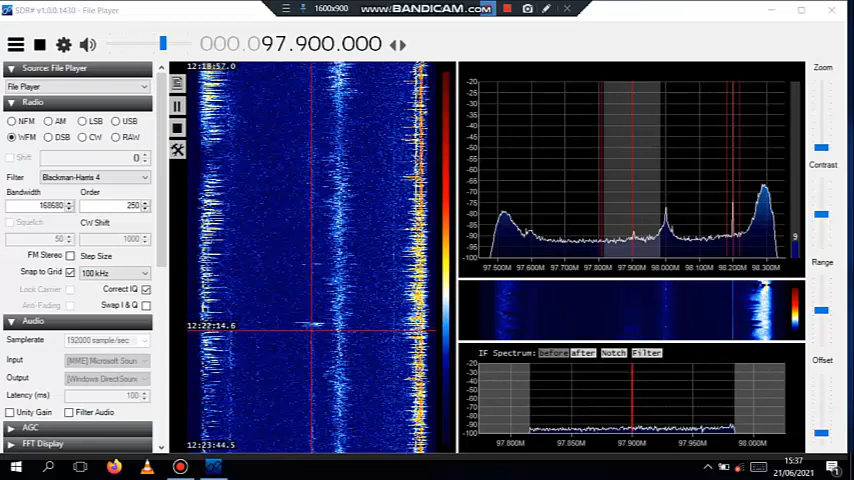 SDR# v1.0.0.1430 - File Player
1600x900
www.BANDICAM.COM
000.097.900.000
Source: File Player
File Player
Radio
NFM AM LSB USB
WFM DSB CW RAW
Shift 0
Filter Blackman-Harris 4
Bandwidth Order
168680 250
Squelch CW Shift
50 1000
FM Stereo Step Size
Snap to Grid 100 kHz
Lock Carrier Correct IQ
Anti-Fading Swap I & Q
Audio
Samplerate 192000 sample/sec
Input [MME] Microsoft Soun
Output [Windows DirectSoun
Latency (ms) 100
Unity Gain Filter Audio
AGC
FFT Display
12:18:57.0
12:22:14.6
12:23:44.5
-20
-25
-30
-35
-40
-45
-50
-55
-60
-65
-70
-75
-80
-85
-90
-95
-100
9
97.500M 97.600M 97.700M 97.800M 97.900M 98.000M 98.100M 98.200M 98.300M
IF Spectrum: before after Notch Filter
-20
-30
-40
-50
-60
-70
-80
-90
-100
97.800M 97.850M 97.900M 97.950M 98.000M
Zoom
Contrast
Range
Offset
15:37
21/06/2021
1